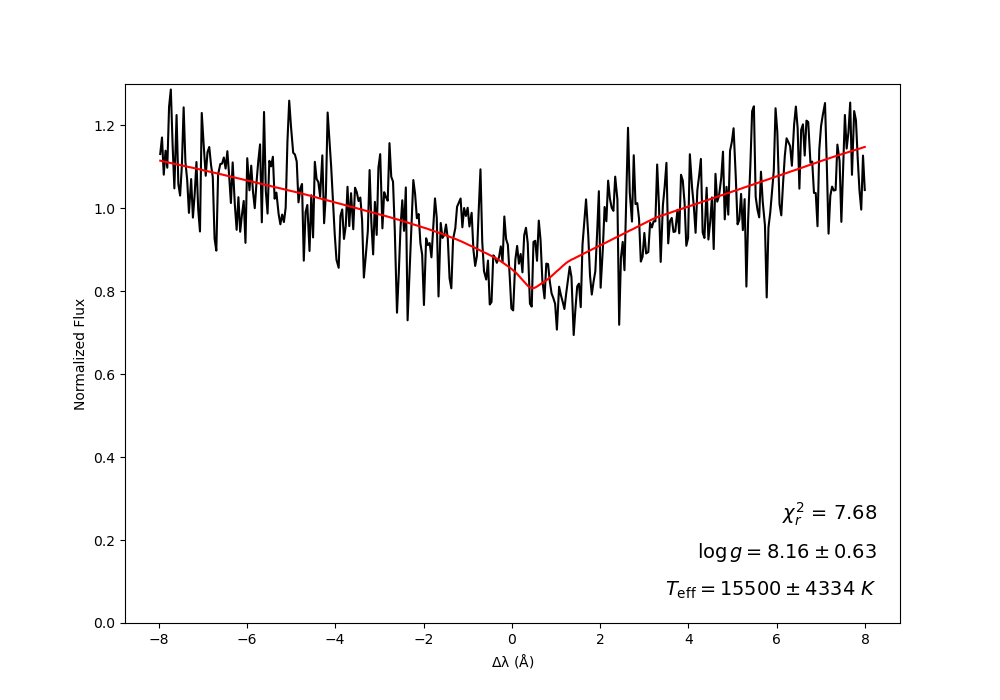 1.2
1.0
0.8
0.6
0.4
0.2
0.0
Normalized Flux
χ²ᵣ = 7.68
log g = 8.16 ± 0.63
T_eff = 15500 ± 4334 K
−8 −6 −4 −2 0 2 4 6 8
Δλ (Å)